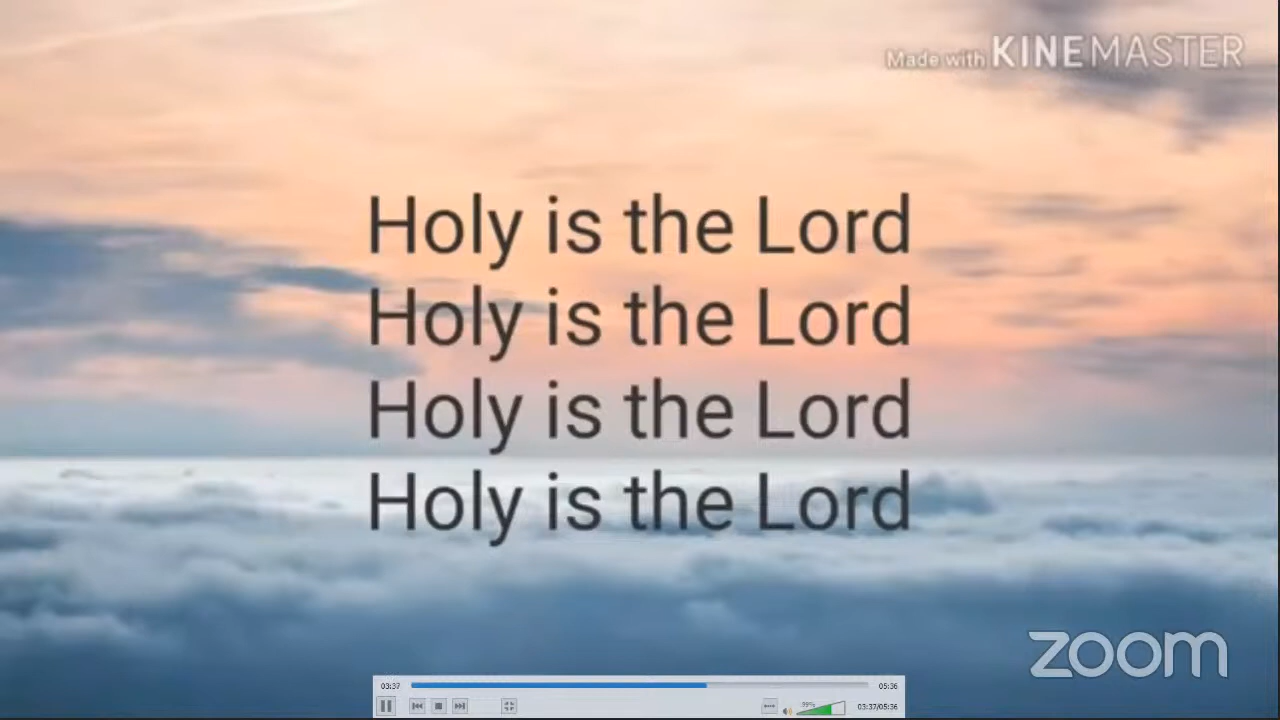 Made with KINEMASTER
Holy is the Lord
Holy is the Lord
Holy is the Lord
Holy is the Lord
zoom
03:37
05:36
99%
03:37/05:36